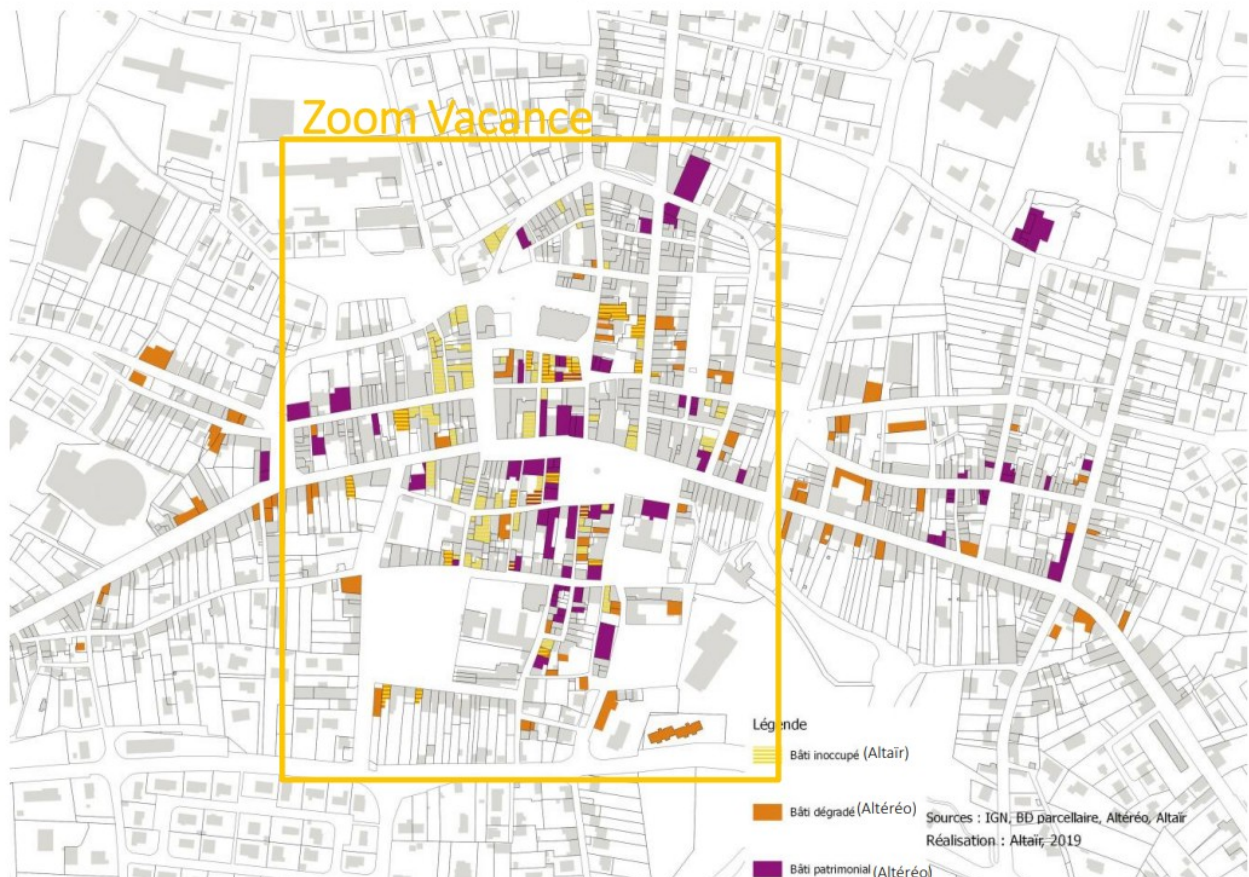 Zoom Vacance
Légende
Bâti inoccupé (Altaïr)
Bâti dégradé (Altéréo)
Sources : IGN, BD parcellaire, Altéréo, Altaïr
Réalisation : Altaïr, 2019
Bâti patrimonial (Altéréo)